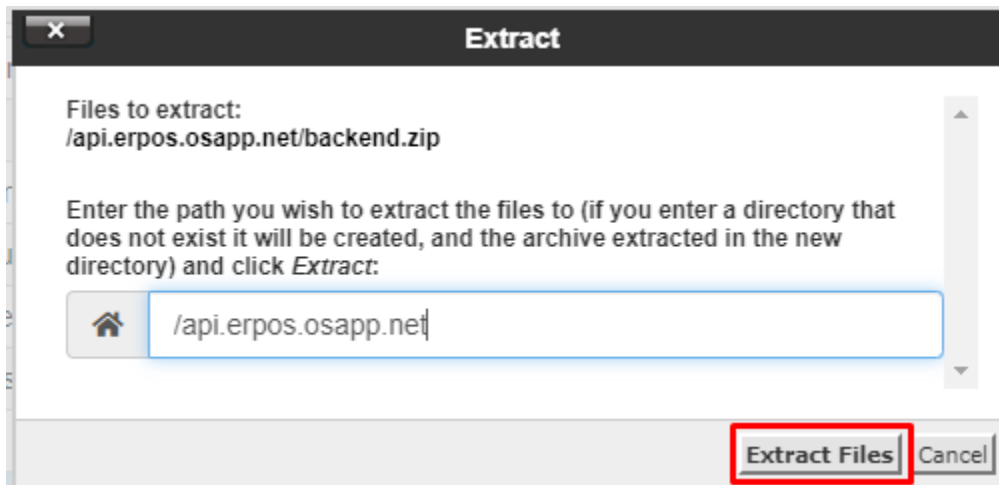 Extract
Files to extract:
/api.erpos.osapp.net/backend.zip
Enter the path you wish to extract the files to (if you enter a directory that
does not exist it will be created, and the archive extracted in the new
directory) and click Extract:
/api.erpos.osapp.net
Extract Files Cancel